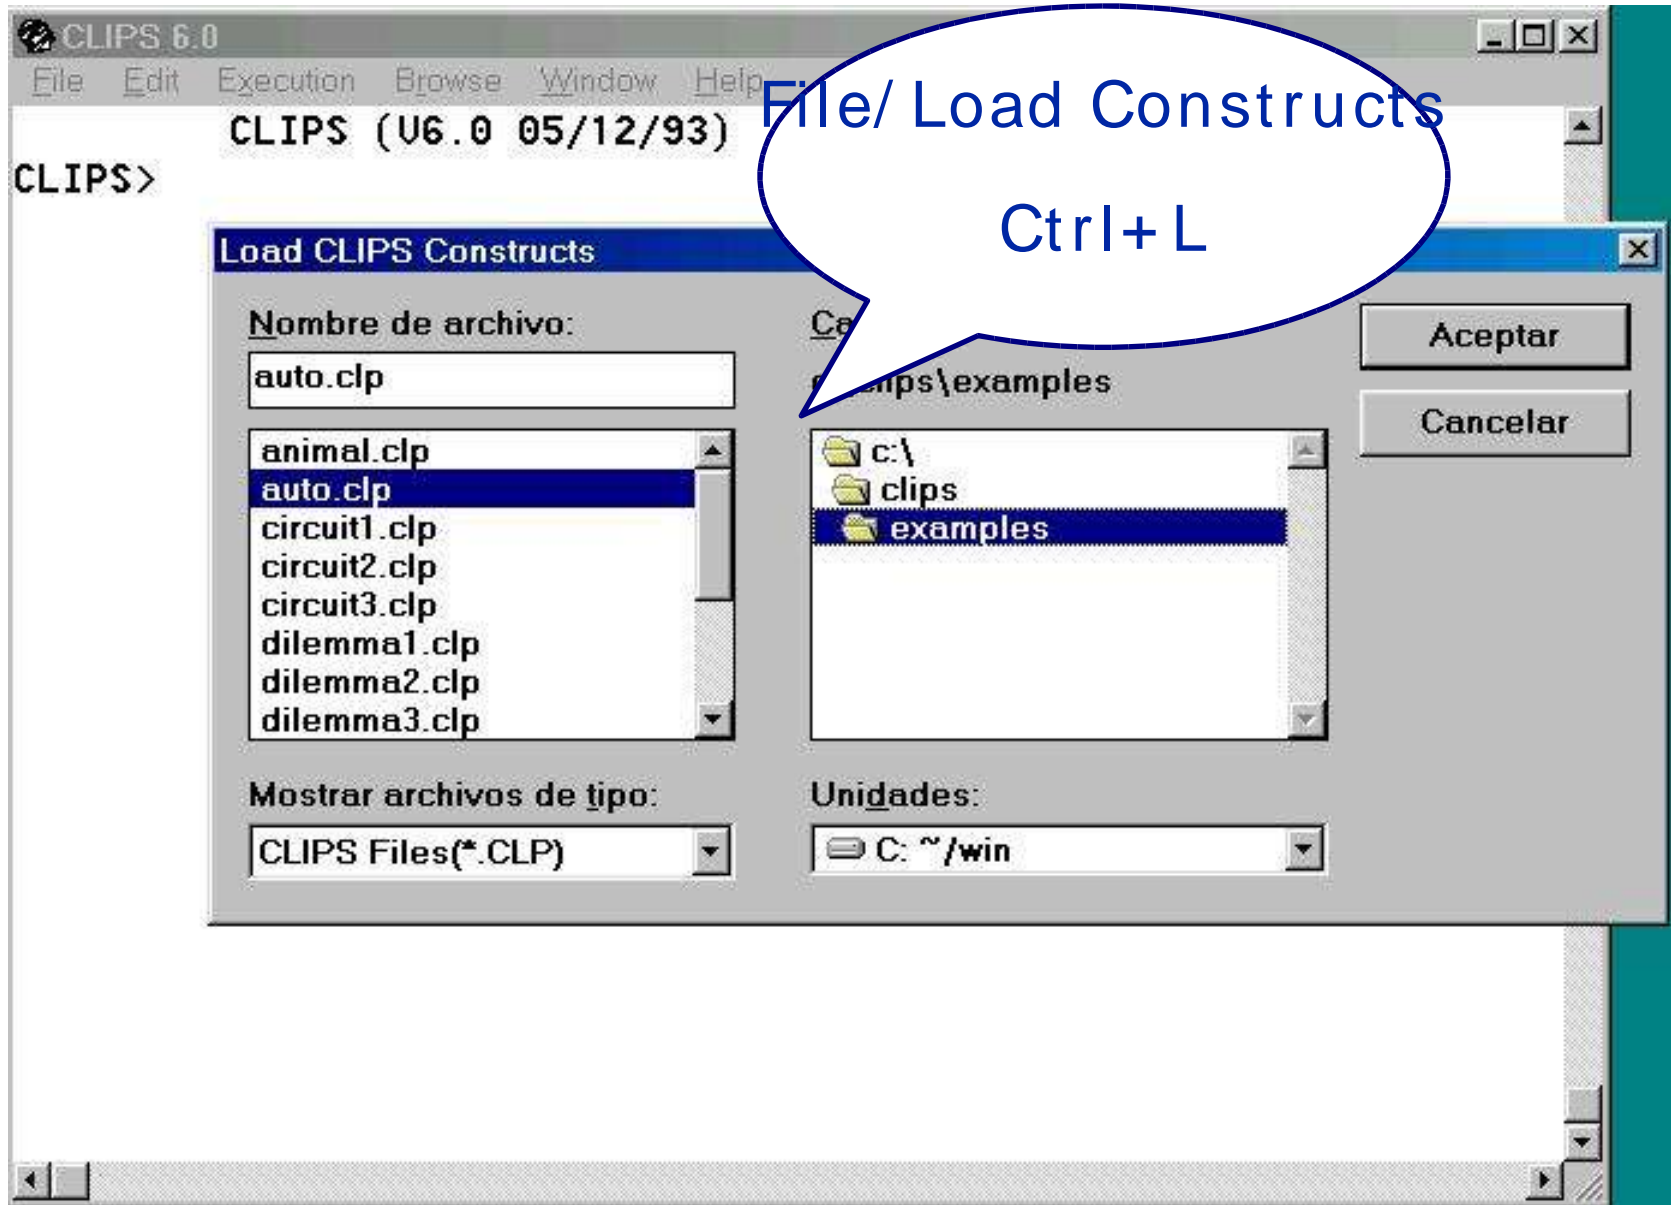 CLIPS 6.0
File Edit Execution Browse Window Help
CLIPS (V6.0 05/12/93)
CLIPS>
File/Load Constructs
Ctrl+L
Load CLIPS Constructs
Nombre de archivo:
auto.clp
animal.clp
auto.clp
circuit1.clp
circuit2.clp
circuit3.clp
dilemma1.clp
dilemma2.clp
dilemma3.clp
Mostrar archivos de tipo:
CLIPS Files(*.CLP)
c:\
clips
examples
Unidades:
C: ~/win
Aceptar
Cancelar